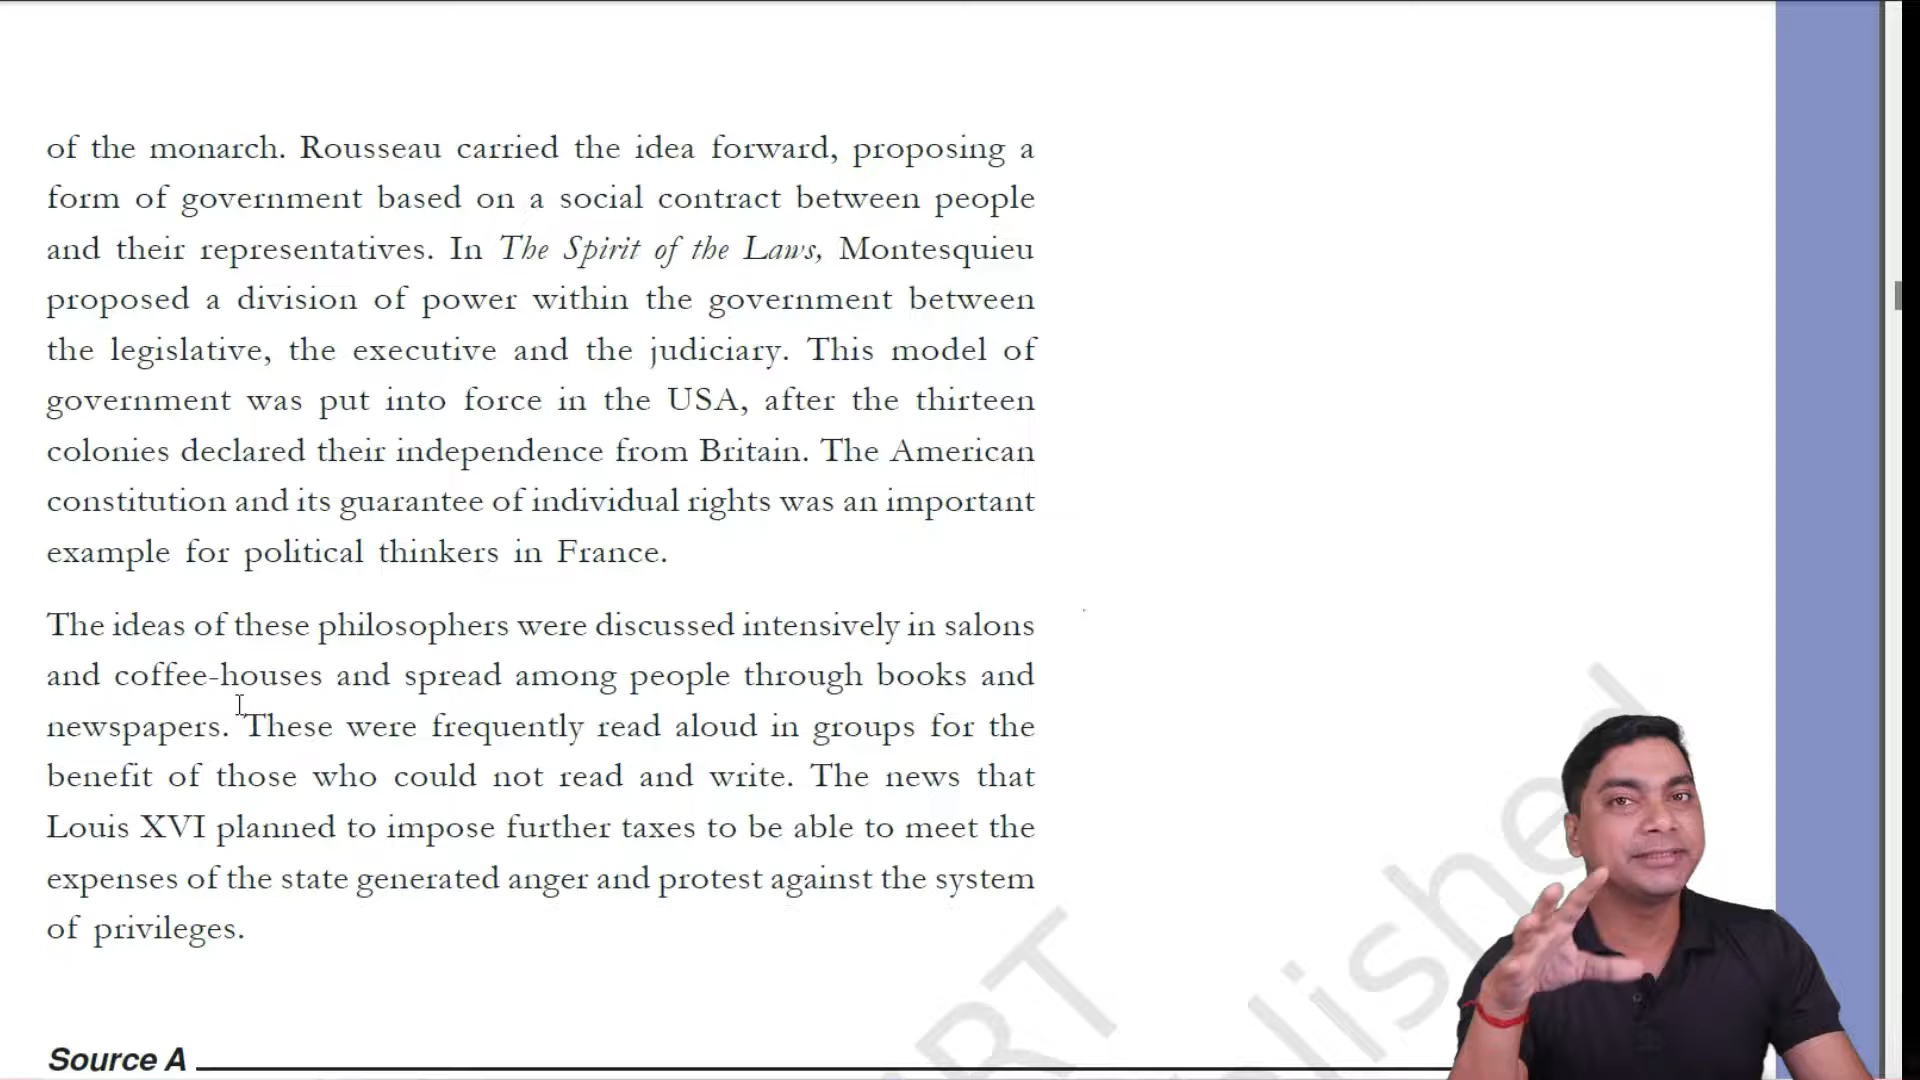 of the monarch. Rousseau carried the idea forward, proposing a
form of government based on a social contract between people
and their representatives. In The Spirit of the Laws, Montesquieu
proposed a division of power within the government between
the legislative, the executive and the judiciary. This model of
government was put into force in the USA, after the thirteen
colonies declared their independence from Britain. The American
constitution and its guarantee of individual rights was an important
example for political thinkers in France.
The ideas of these philosophers were discussed intensively in salons
and coffee-houses and spread among people through books and
newspapers. These were frequently read aloud in groups for the
benefit of those who could not read and write. The news that
Louis XVI planned to impose further taxes to be able to meet the
expenses of the state generated anger and protest against the system
of privileges.
Source A